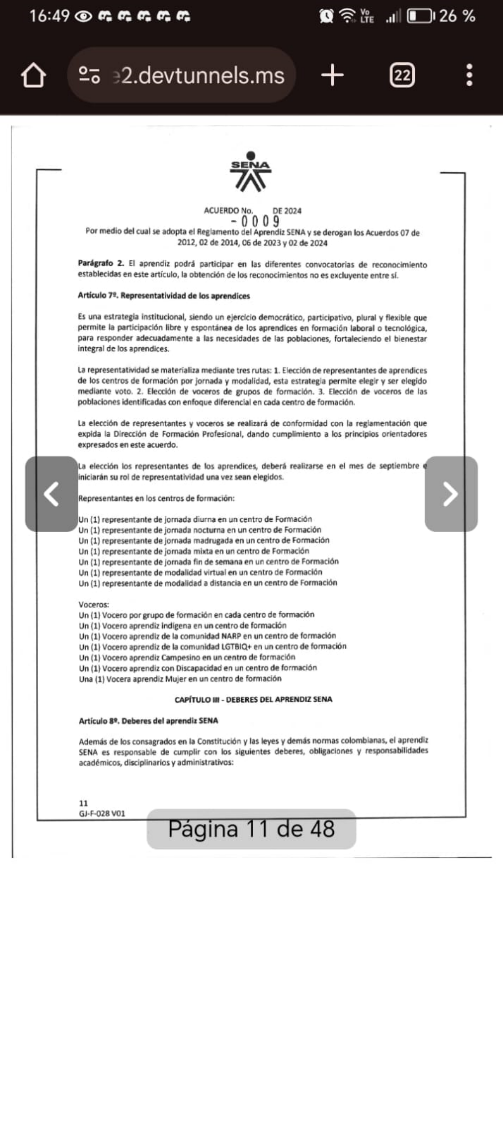 16:49
Vo
LTE
26 %
e2.devtunnels.ms
22
SENA
ACUERDO No. DE 2024
- 0 0 0 9
Por medio del cual se adopta el Reglamento del Aprendiz SENA y se derogan los Acuerdos 07 de
2012, 02 de 2014, 06 de 2023 y 02 de 2024
Parágrafo 2. El aprendiz podrá participar en las diferentes convocatorias de reconocimiento
establecidas en este artículo, la obtención de los reconocimientos no es excluyente entre sí.
Artículo 7º. Representatividad de los aprendices
Es una estrategia institucional, siendo un ejercicio democrático, participativo, plural y flexible que
permite la participación libre y espontánea de los aprendices en formación laboral o tecnológica,
para responder adecuadamente a las necesidades de las poblaciones, fortaleciendo el bienestar
integral de los aprendices.
La representatividad se materializa mediante tres rutas: 1. Elección de representantes de aprendices
de los centros de formación por jornada y modalidad, esta estrategia permite elegir y ser elegido
mediante voto. 2. Elección de voceros de grupos de formación. 3. Elección de voceros de las
poblaciones identificadas con enfoque diferencial en cada centro de formación.
La elección de representantes y voceros se realizará de conformidad con la reglamentación que
expida la Dirección de Formación Profesional, dando cumplimiento a los principios orientadores
expresados en este acuerdo.
La elección los representantes de los aprendices, deberá realizarse en el mes de septiembre e
iniciarán su rol de representatividad una vez sean elegidos.
Representantes en los centros de formación:
Un (1) representante de jornada diurna en un centro de Formación
Un (1) representante de jornada nocturna en un centro de Formación
Un (1) representante de jornada madrugada en un centro de Formación
Un (1) representante de jornada mixta en un centro de Formación
Un (1) representante de jornada fin de semana en un centro de Formación
Un (1) representante de modalidad virtual en un centro de Formación
Un (1) representante de modalidad a distancia en un centro de Formación
Voceros:
Un (1) Vocero por grupo de formación en cada centro de formación
Un (1) Vocero aprendiz Indígena en un centro de formación
Un (1) Vocero aprendiz de la comunidad NARP en un centro de formación
Un (1) Vocero aprendiz de la comunidad LGTBIQ+ en un centro de formación
Un (1) Vocero aprendiz Campesino en un centro de formación
Un (1) Vocero aprendiz con Discapacidad en un centro de formación
Una (1) Vocera aprendiz Mujer en un centro de formación
CAPÍTULO III - DEBERES DEL APRENDIZ SENA
Artículo 8º. Deberes del aprendiz SENA
Además de los consagrados en la Constitución y las leyes y demás normas colombianas, el aprendiz
SENA es responsable de cumplir con los siguientes deberes, obligaciones y responsabilidades
académicos, disciplinarios y administrativos:
11
GJ-F-028 V01
Página 11 de 48